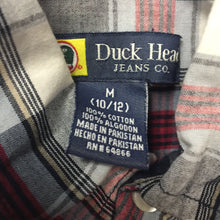 Duck Head
JEANS CO.
M
(10/12)
100% COTTON
100% ALGODON
MADE IN PAKISTAN
HECHO EN PAKISTAN
RN# 64866